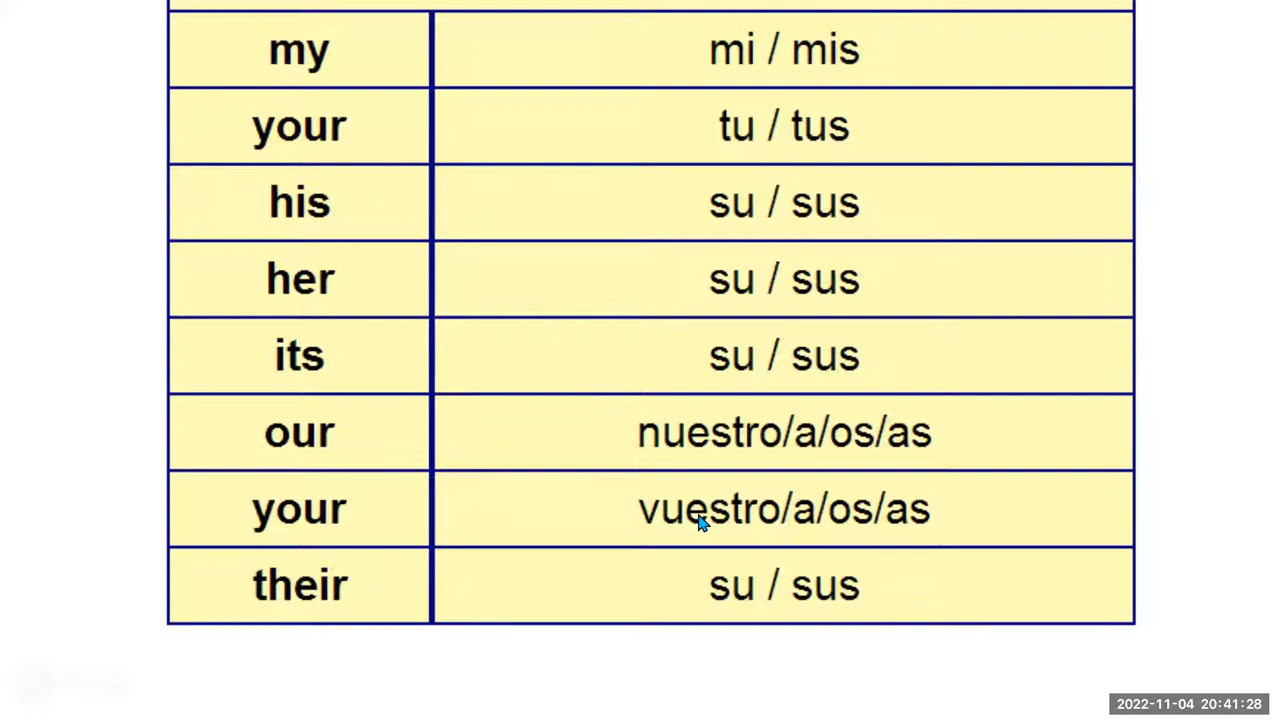 my mi / mis
your tu / tus
his su / sus
her su / sus
its su / sus
our nuestro/a/os/as
your vuestro/a/os/as
their su / sus
2022-11-04 20:41:28